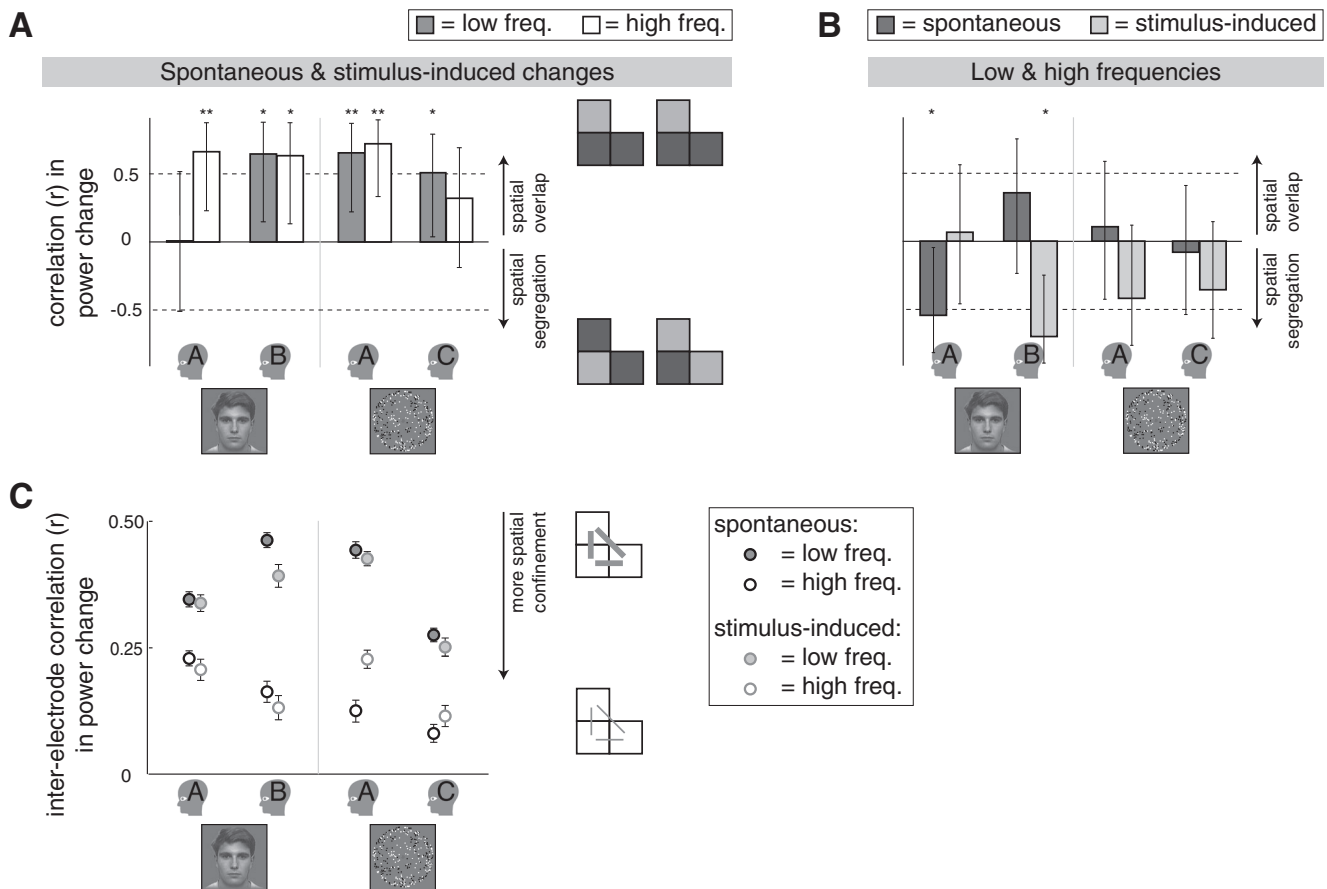 A
= low freq. = high freq.
Spontaneous & stimulus-induced changes
correlation (r) in
power change
0.5
0
-0.5
** * * ** ** *
spatial
overlap
spatial
segregation
A B A C
B
= spontaneous = stimulus-induced
Low & high frequencies
* *
spatial
overlap
spatial
segregation
A B A C
C
inter-electrode correlation (r)
in power change
0.50
0.25
0
more spatial
confinement
A B A C
spontaneous:
= low freq.
= high freq.
stimulus-induced:
= low freq.
= high freq.